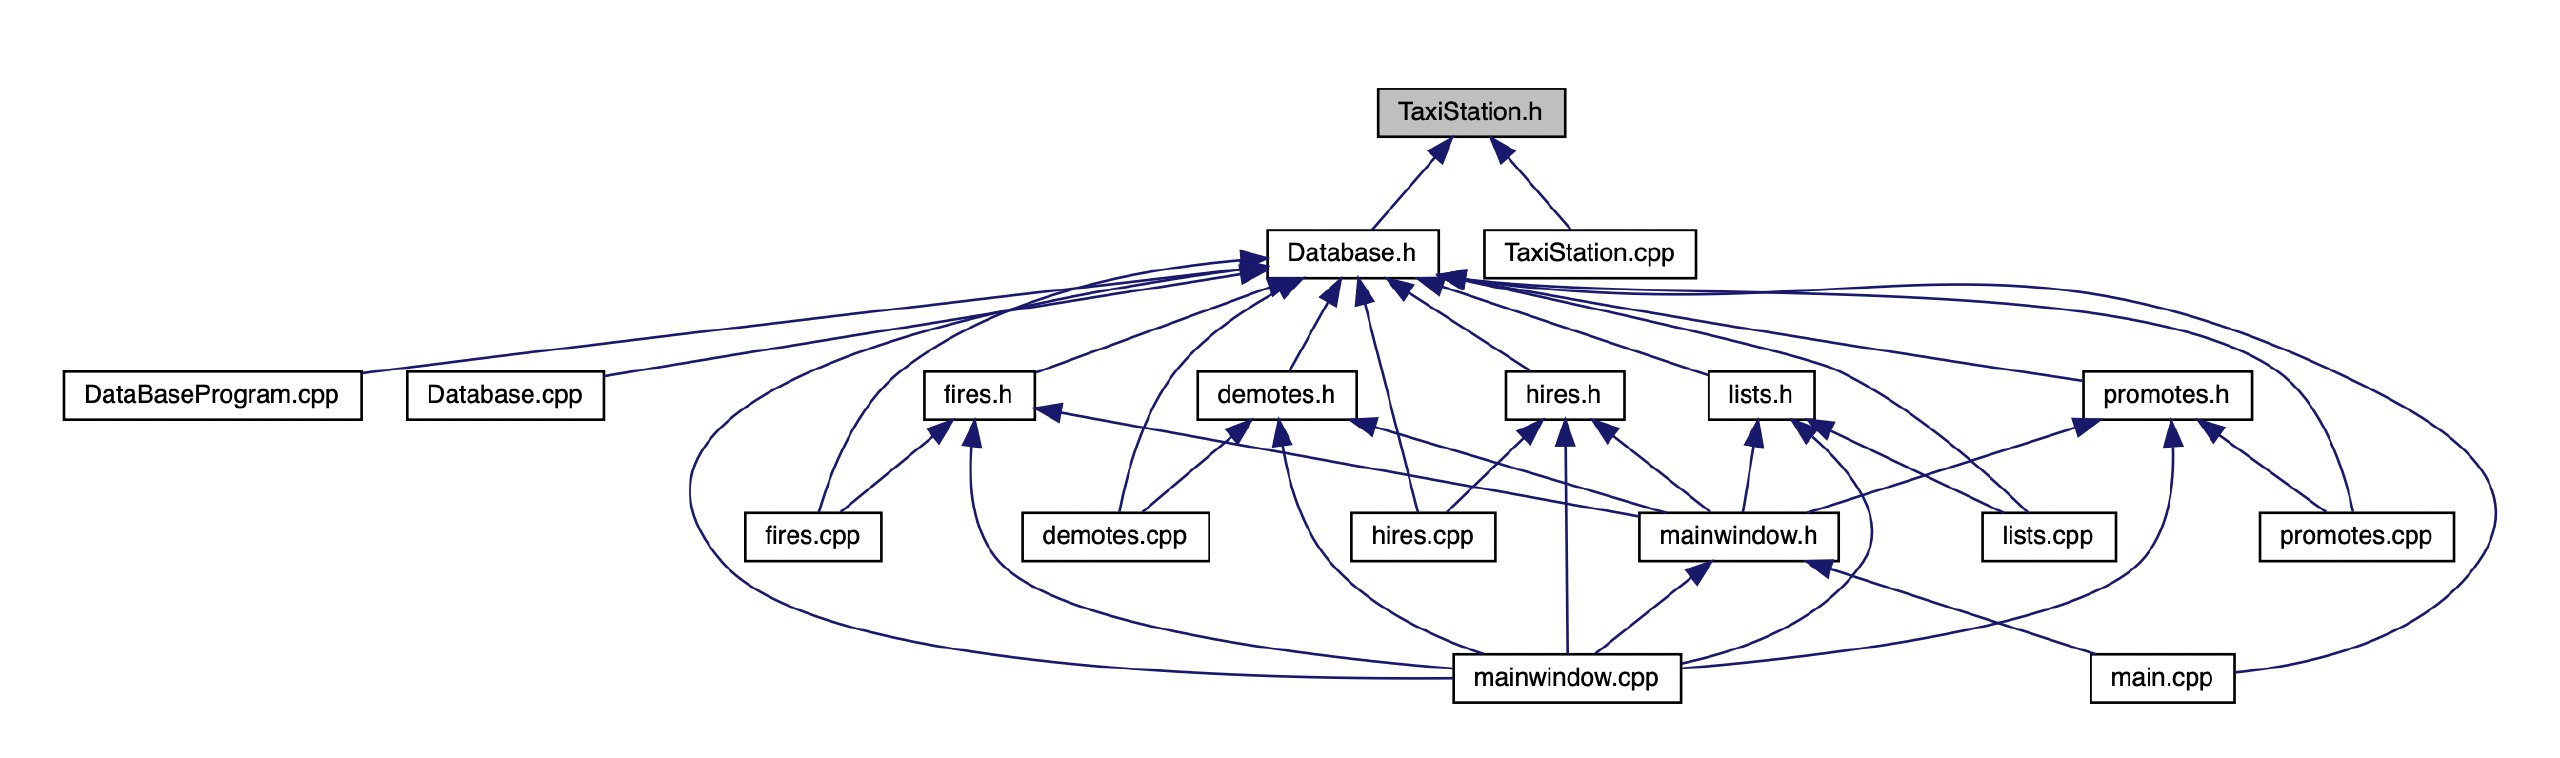 TaxiStation.h
Database.h
TaxiStation.cpp
DataBaseProgram.cpp
Database.cpp
fires.h
demotes.h
hires.h
lists.h
promotes.h
fires.cpp
demotes.cpp
hires.cpp
mainwindow.h
lists.cpp
promotes.cpp
mainwindow.cpp
main.cpp